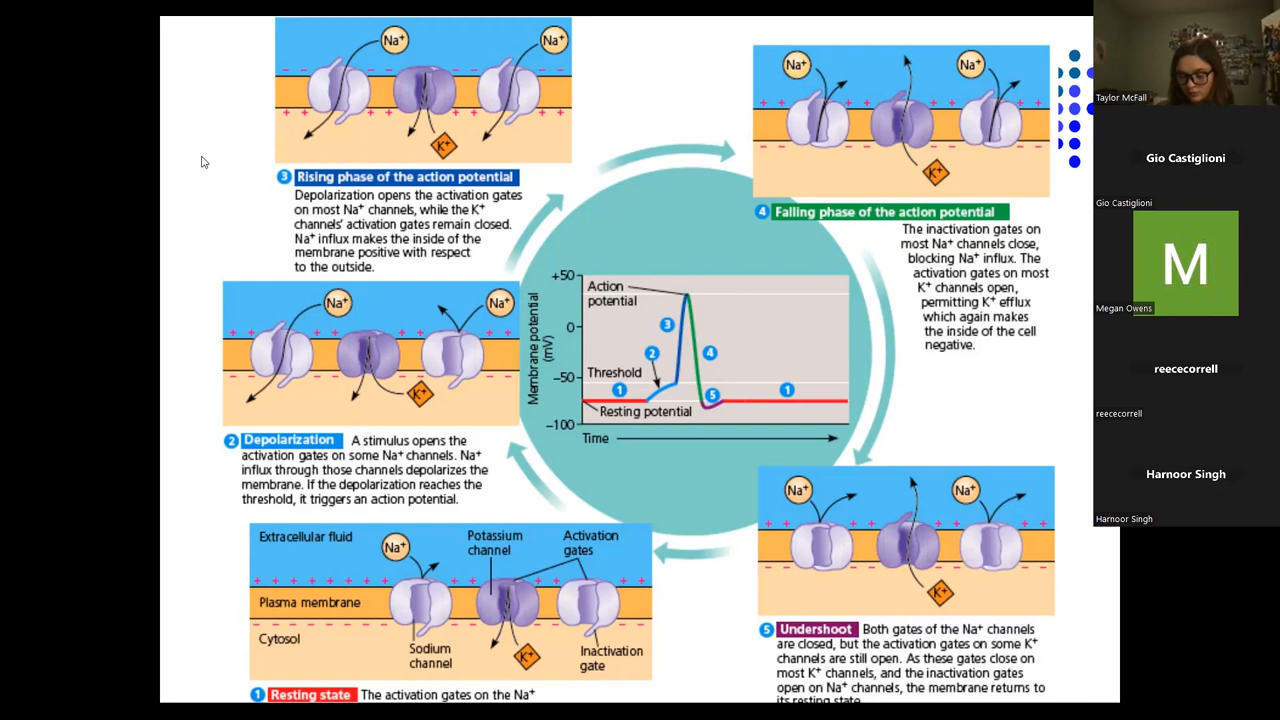 Na⁺
Na⁺
K⁺
3 Rising phase of the action potential
Depolarization opens the activation gates
on most Na⁺ channels, while the K⁺
channels' activation gates remain closed.
Na⁺ influx makes the inside of the
membrane positive with respect
to the outside.
Na⁺
Na⁺
K⁺
4 Falling phase of the action potential
The inactivation gates on
most Na⁺ channels close,
blocking Na⁺ influx. The
activation gates on most
K⁺ channels open,
permitting K⁺ efflux
which again makes
the inside of the cell
negative.
Na⁺
Na⁺
K⁺
2 Depolarization A stimulus opens the
activation gates on some Na⁺ channels. Na⁺
influx through those channels depolarizes the
membrane. If the depolarization reaches the
threshold, it triggers an action potential.
Membrane potential
(mV)
+50
0
−50
−100
Action
potential
3
2
4
Threshold
1
5
1
Resting potential
Time
Extracellular fluid
Na⁺
Potassium
channel
Activation
gates
Plasma membrane
Cytosol
Sodium
channel
K⁺
Inactivation
gate
1 Resting state The activation gates on the Na⁺
Na⁺
Na⁺
K⁺
5 Undershoot Both gates of the Na⁺ channels
are closed, but the activation gates on some K⁺
channels are still open. As these gates close on
most K⁺ channels, and the inactivation gates
open on Na⁺ channels, the membrane returns to
its resting state.
Taylor McFall
Gio Castiglioni
Gio Castiglioni
M
Megan Owens
reececorrell
reececorrell
Harnoor Singh
Harnoor Singh